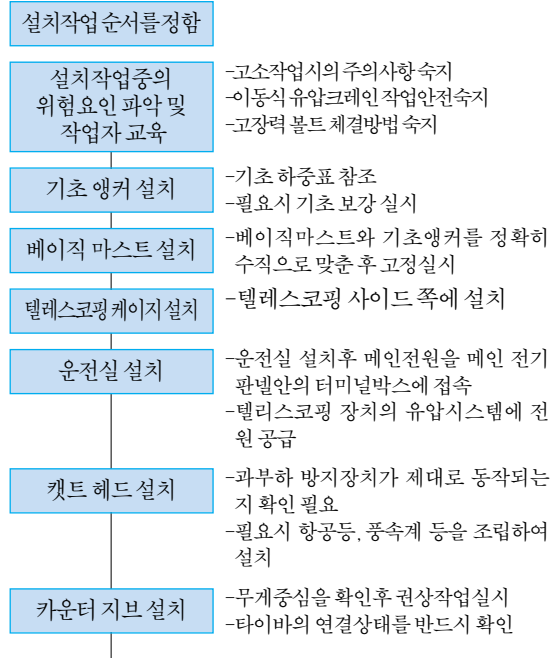 설치작업 순서를 정함
설치작업중의
위험요인 파악 및
작업자 교육
-고소작업시의 주의사항 숙지
-이동식 유압크레인 작업안전숙지
-고장력 볼트 체결방법 숙지
기초 앵커 설치
-기초 하중표 참조
-필요시 기초 보강 실시
베이직 마스트 설치
-베이직마스트와 기초앵커를 정확히
수직으로 맞춘 후 고정실시
텔레스코핑케이지설치
-텔레스코핑 사이드 쪽에 설치
운전실 설치
-운전실 설치후 메인전원을 메인 전기
판넬안의 터미널박스에 접속
-텔리스코핑 장치의 유압시스템에 전
원 공급
캣트 헤드 설치
-과부하 방지장치가 제대로 동작되는
지 확인 필요
-필요시 항공등, 풍속계 등을 조립하여
설치
카운터 지브 설치
-무게중심을 확인후 권상작업실시
-타이바의 연결상태를 반드시 확인